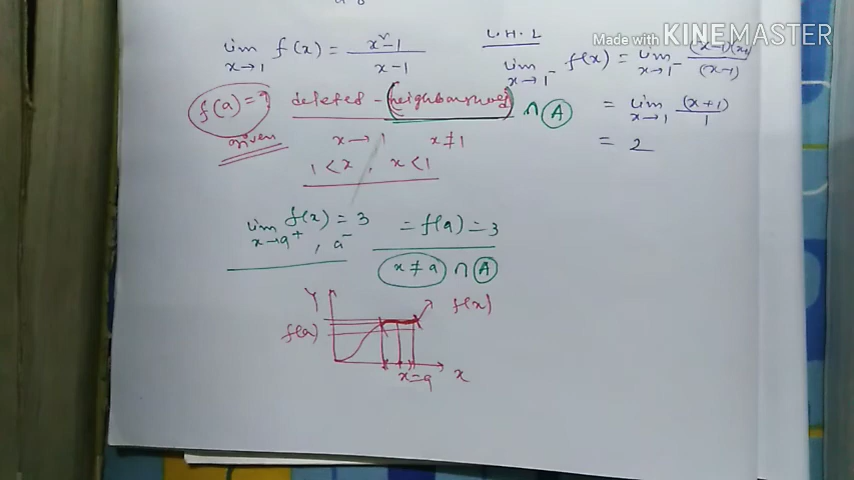 Made with KINEMASTER
lim x→1 f(x) = x²-1 / x-1
L.H.L
lim x→1⁻ f(x) = lim x→1⁻ (x-1)(x+1) / (x-1)
= lim x→1 (x+1) / 1
= 2
f(a) = ?
given
deleted - (neighbourhood) ∩ A
x→1 x≠1
1<x, x<1
lim x→a⁺, a⁻ f(x) = 3 = f(a) = 3
x≠a ∩ A
Y
f(x)
f(a)
x=a x